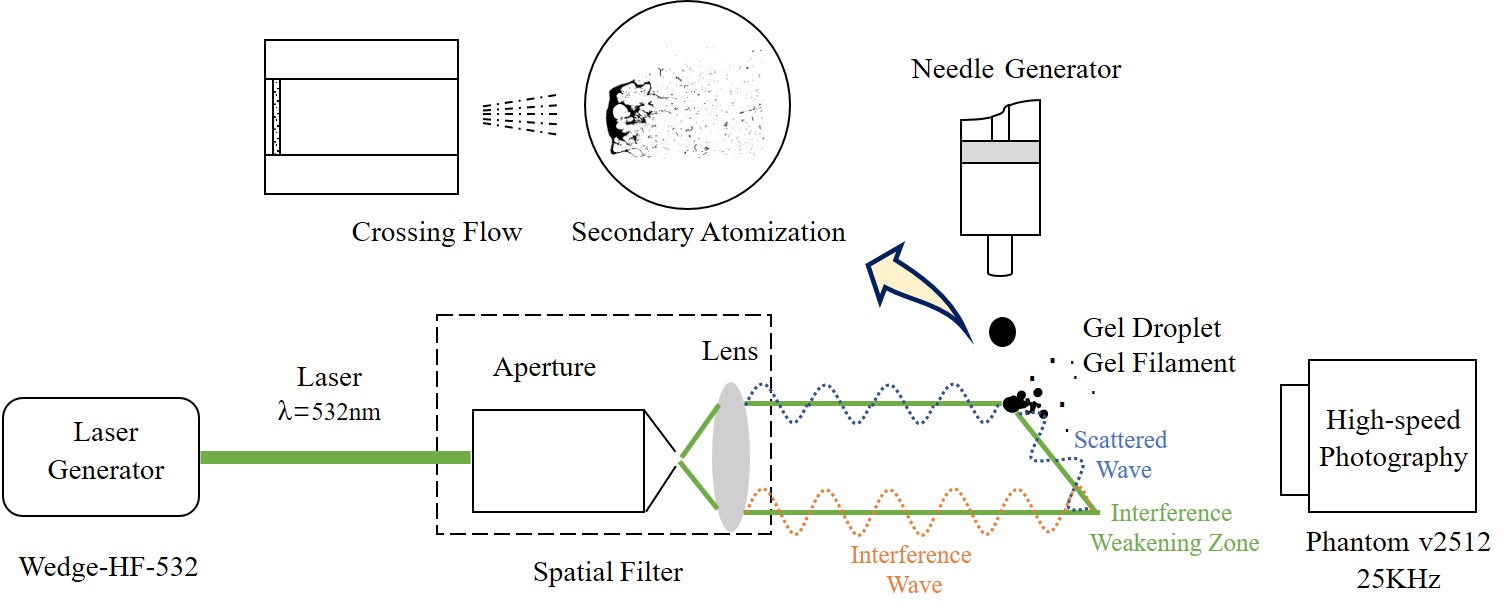 Needle Generator
Crossing Flow
Secondary Atomization
Gel Droplet
Gel Filament
Lens
Aperture
Laser
λ=532nm
Laser
Generator
High-speed
Photography
Scattered
Wave
Interference
Weakening Zone
Interference
Wave
Wedge-HF-532
Spatial Filter
Phantom v2512
25KHz